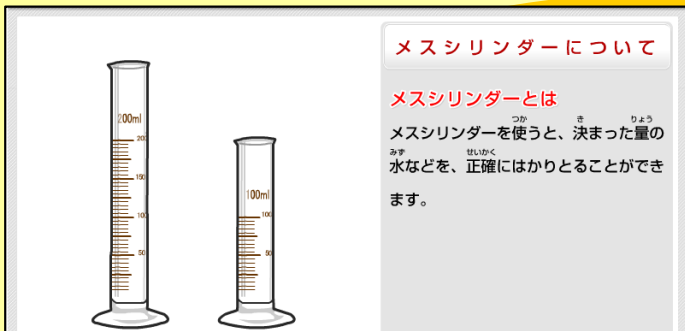 メスシリンダーについて
メスシリンダーとは
つか き りょう
メスシリンダーを使うと、決まった量の
みず せいかく
水などを、正確にはかりとることができ
ます。
200ml
200
150
100
50
100ml
100
50